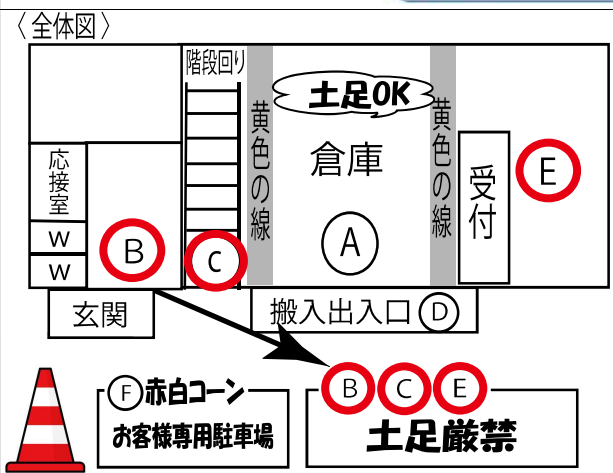 〈全体図〉
階段回り
土足OK
黄色の線
倉庫
黄色の線
応接室
受付
E
W
W
B
C
A
玄関
搬入出入口 D
F 赤白コーン
お客様専用駐車場
B C E
土足厳禁